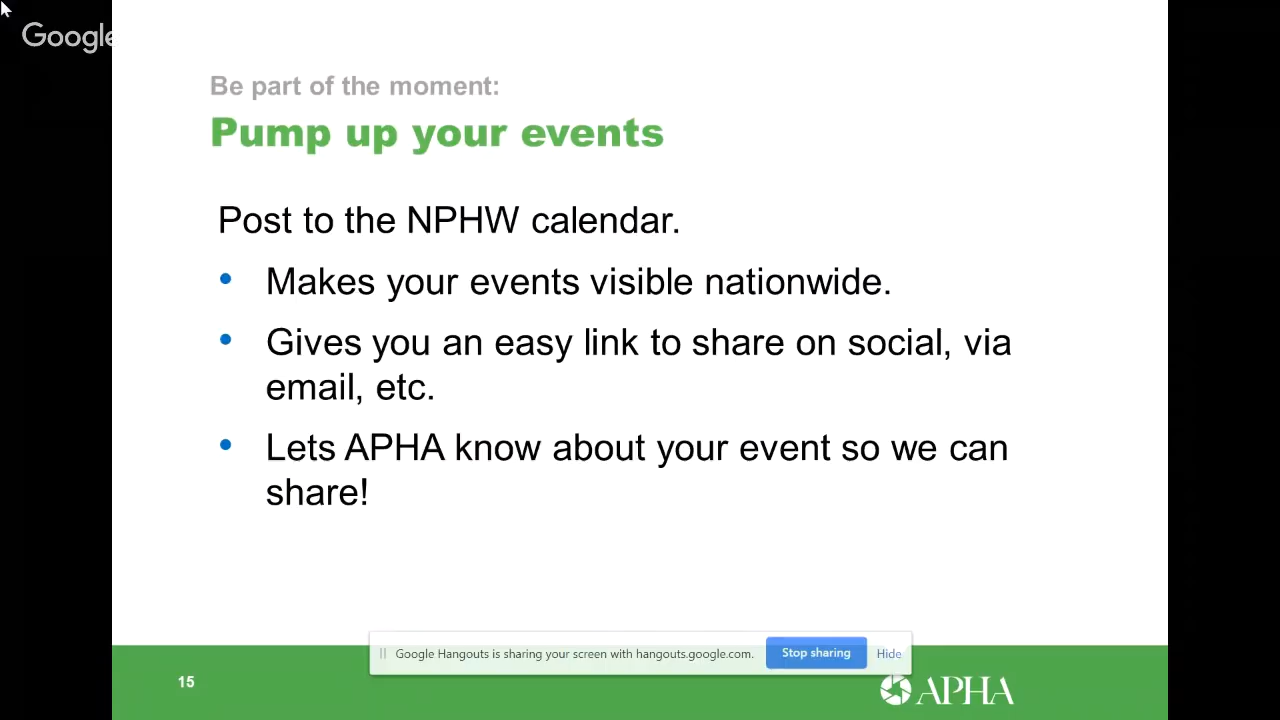 Google
Be part of the moment:
Pump up your events
Post to the NPHW calendar.
• Makes your events visible nationwide.
• Gives you an easy link to share on social, via
email, etc.
• Lets APHA know about your event so we can
share!
Google Hangouts is sharing your screen with hangouts.google.com. Stop sharing Hide
15
APHA